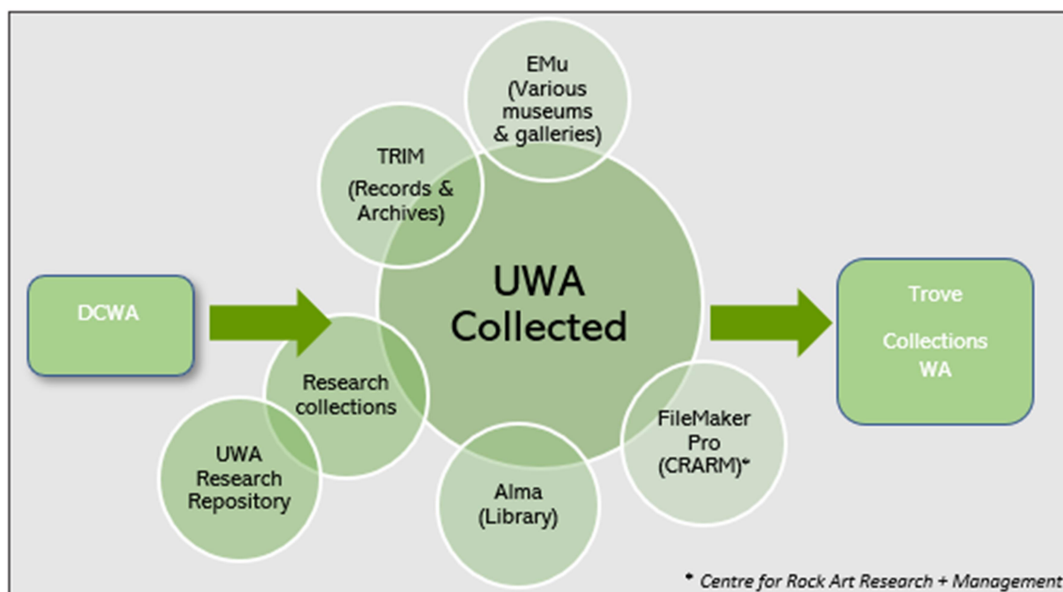 EMu
(Various
museums
& galleries)
TRIM
(Records &
Archives)
UWA
Collected
DCWA
Trove
Collections
WA
Research
collections
UWA
Research
Repository
Alma
(Library)
FileMaker
Pro
(CRARM)*
* Centre for Rock Art Research + Management